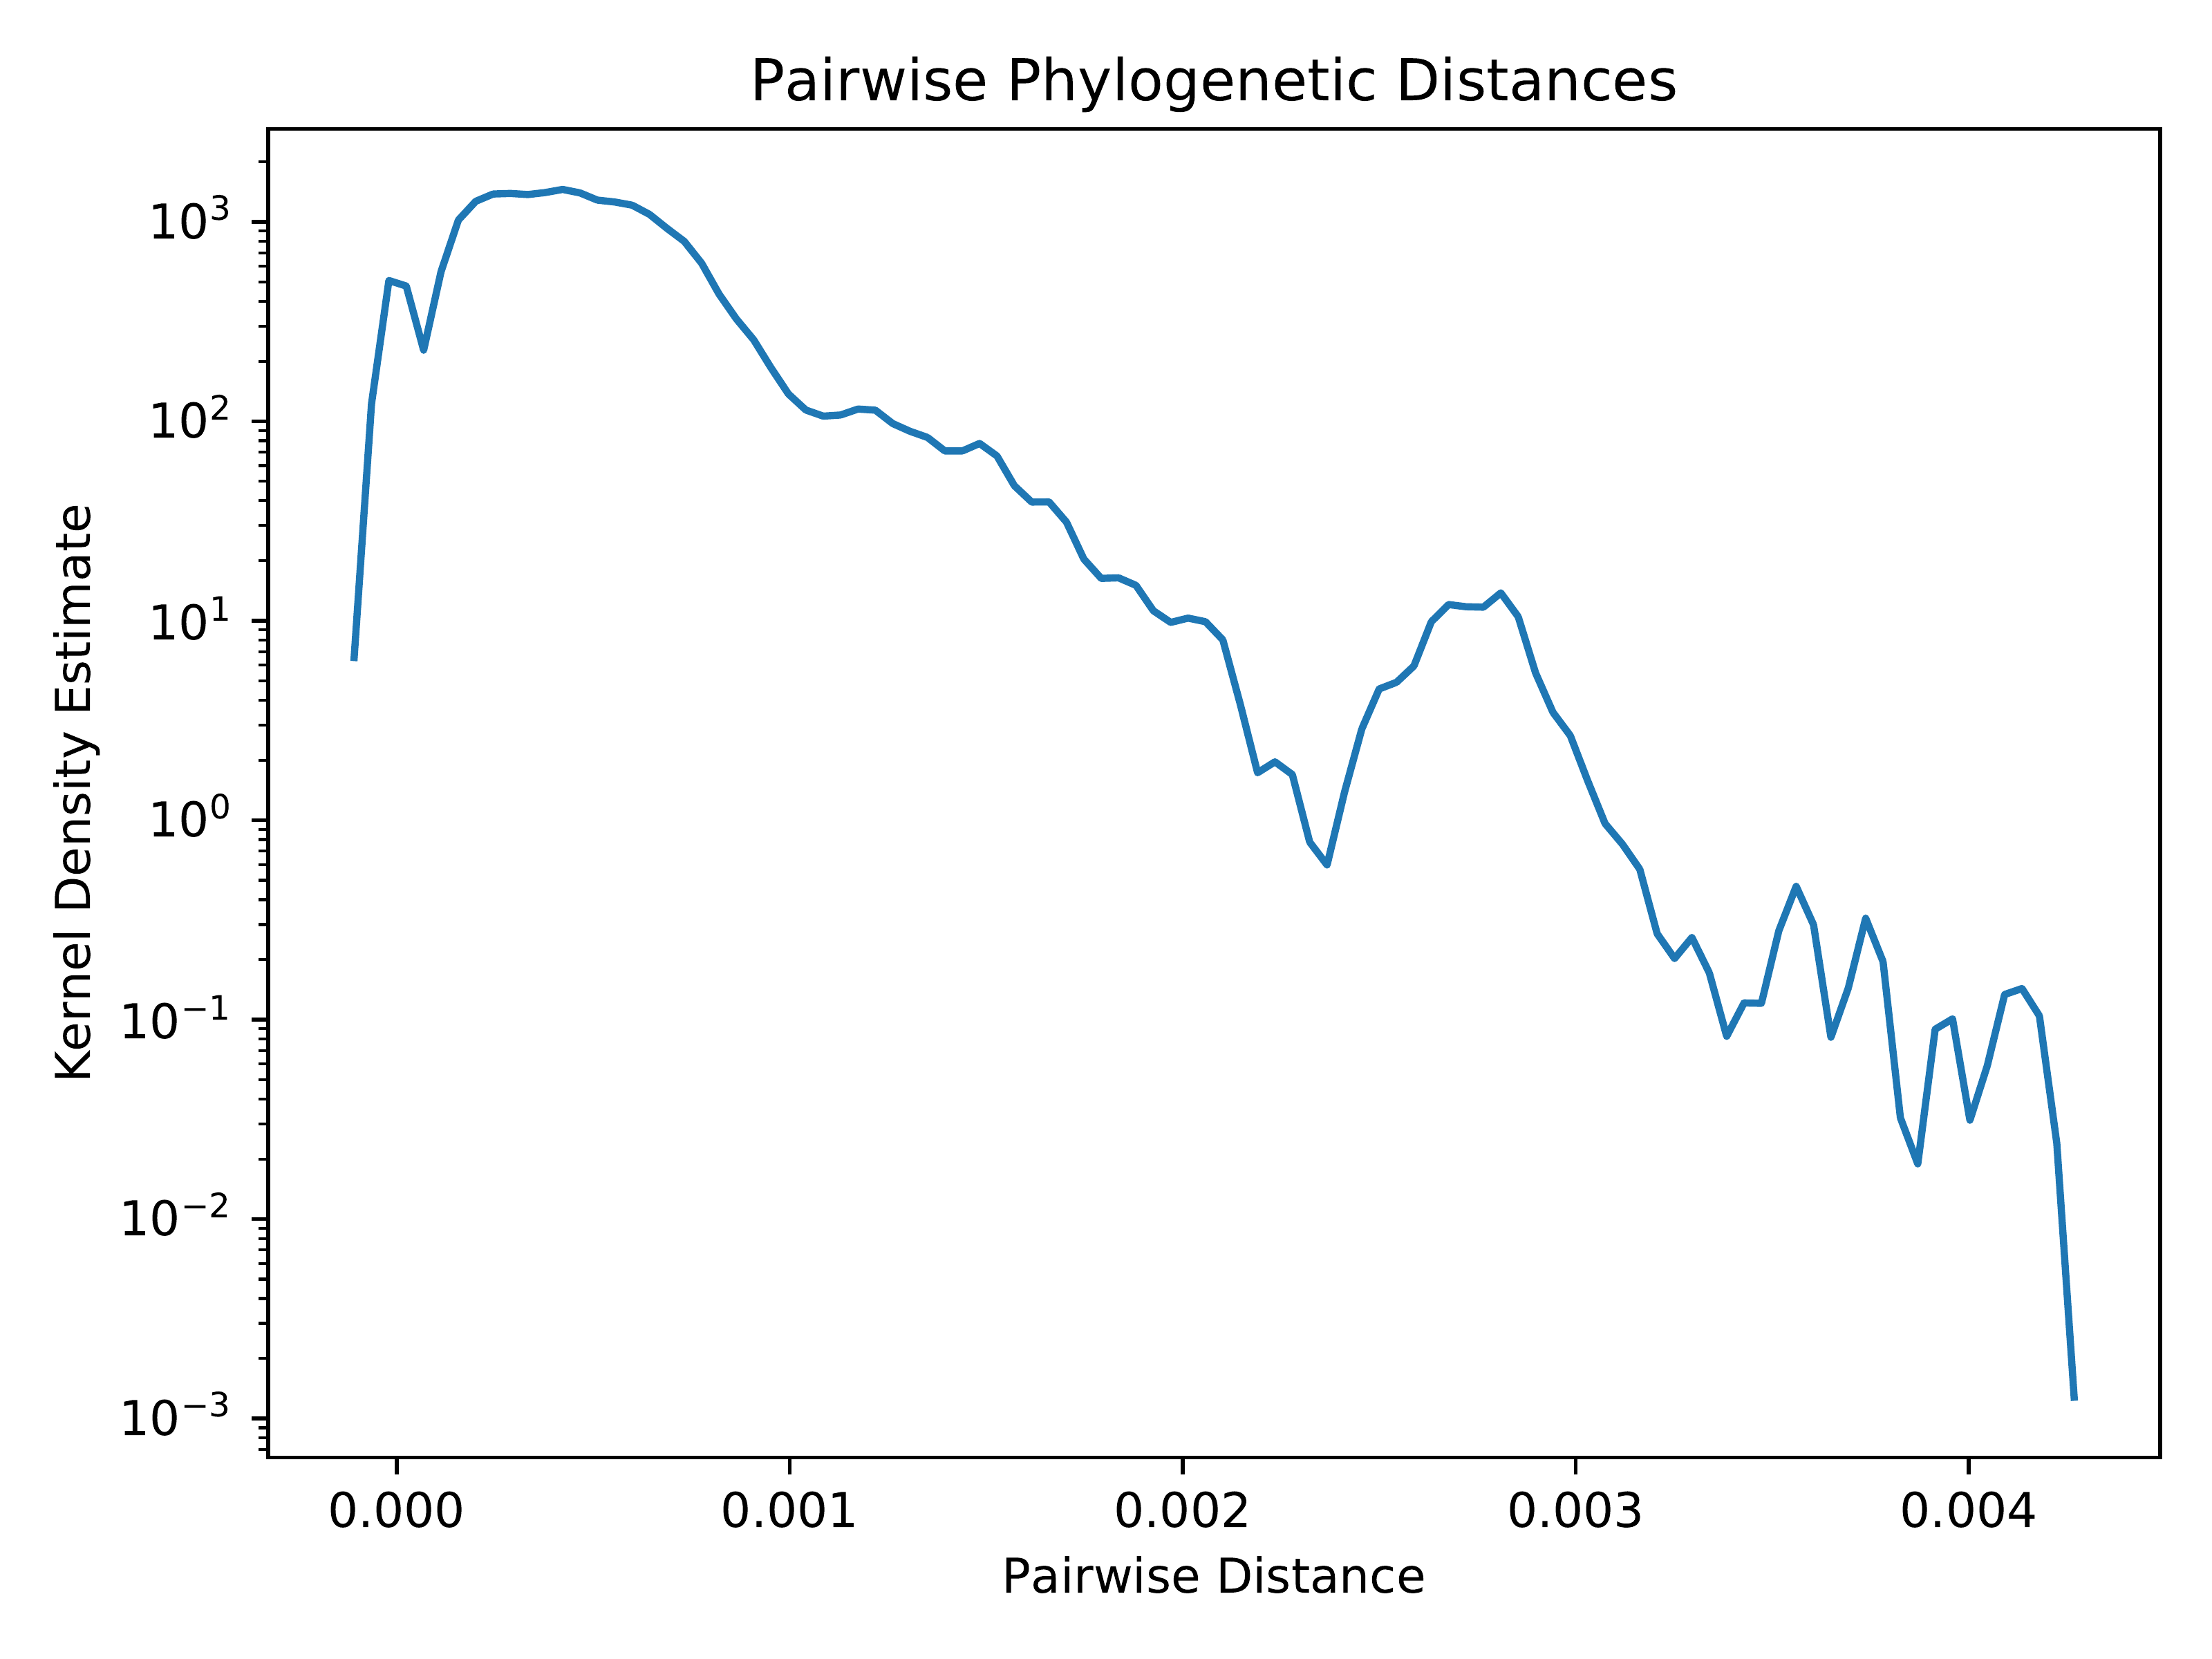 Pairwise Phylogenetic Distances
Kernel Density Estimate
10³
10²
10¹
10⁰
10⁻¹
10⁻²
10⁻³
0.000 0.001 0.002 0.003 0.004
Pairwise Distance